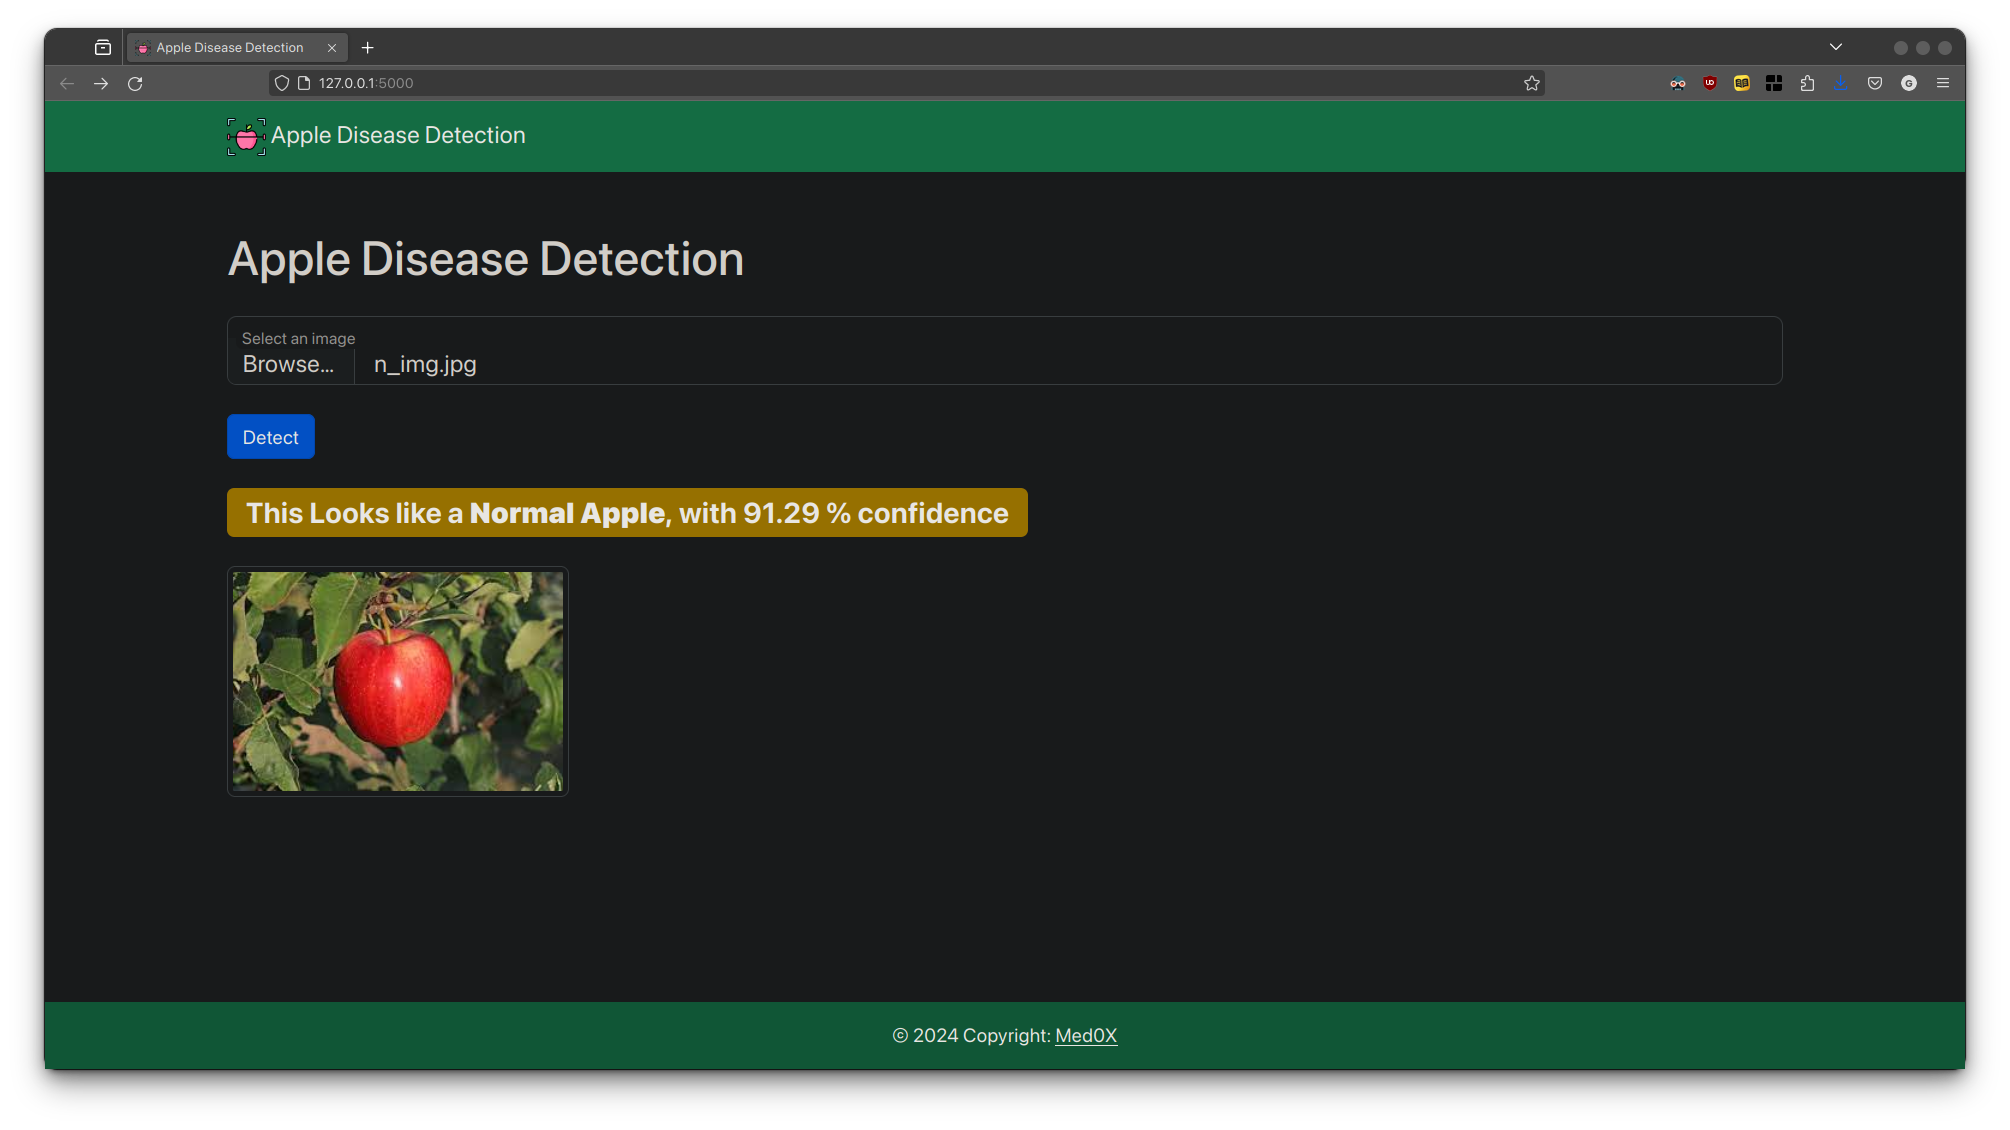 Apple Disease Detection
127.0.0.1:5000
Apple Disease Detection
Apple Disease Detection
Select an image
Browse... n_img.jpg
Detect
This Looks like a Normal Apple, with 91.29 % confidence
© 2024 Copyright: Med0X